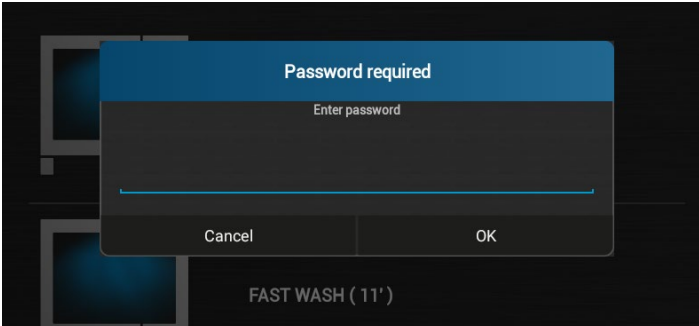 Password required
Enter password
Cancel
OK
FAST WASH ( 11' )